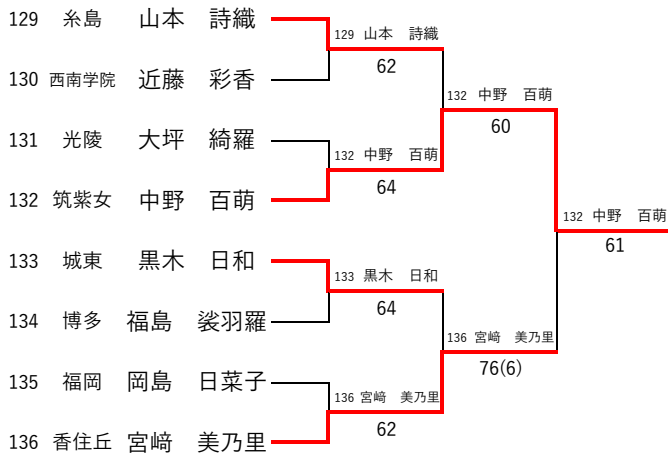 129 糸島 山本　詩織
130 西南学院 近藤　彩香
131 光陵 大坪　綺羅
132 筑紫女 中野　百萌
133 城東 黒木　日和
134 博多 福島　裟羽羅
135 福岡 岡島　日菜子
136 香住丘 宮﨑　美乃里
129 山本　詩織
62
132 中野　百萌
64
133 黒木　日和
64
136 宮﨑　美乃里
62
132 中野　百萌
60
136 宮﨑　美乃里
76(6)
132 中野　百萌
61